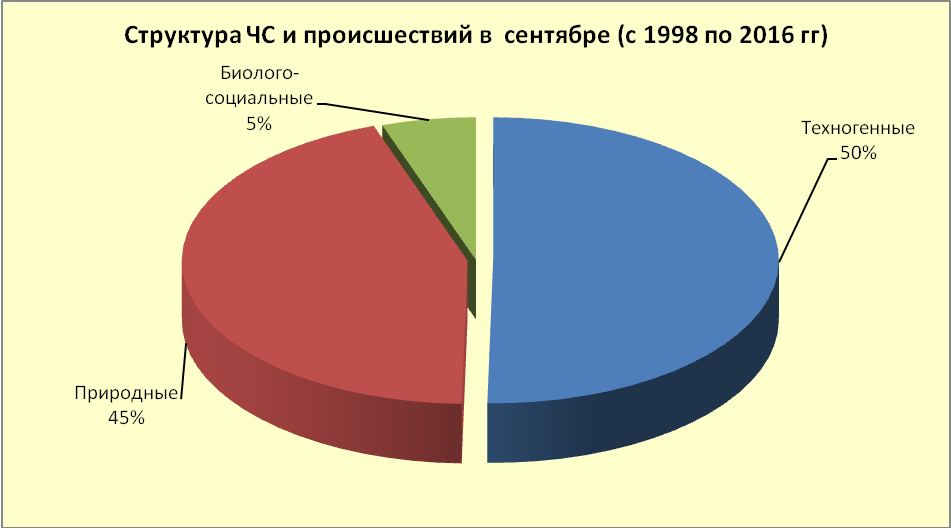 Структура ЧС и происшествий в сентябре (с 1998 по 2016 гг)
Биолого-
социальные
5%
Техногенные
50%
Природные
45%